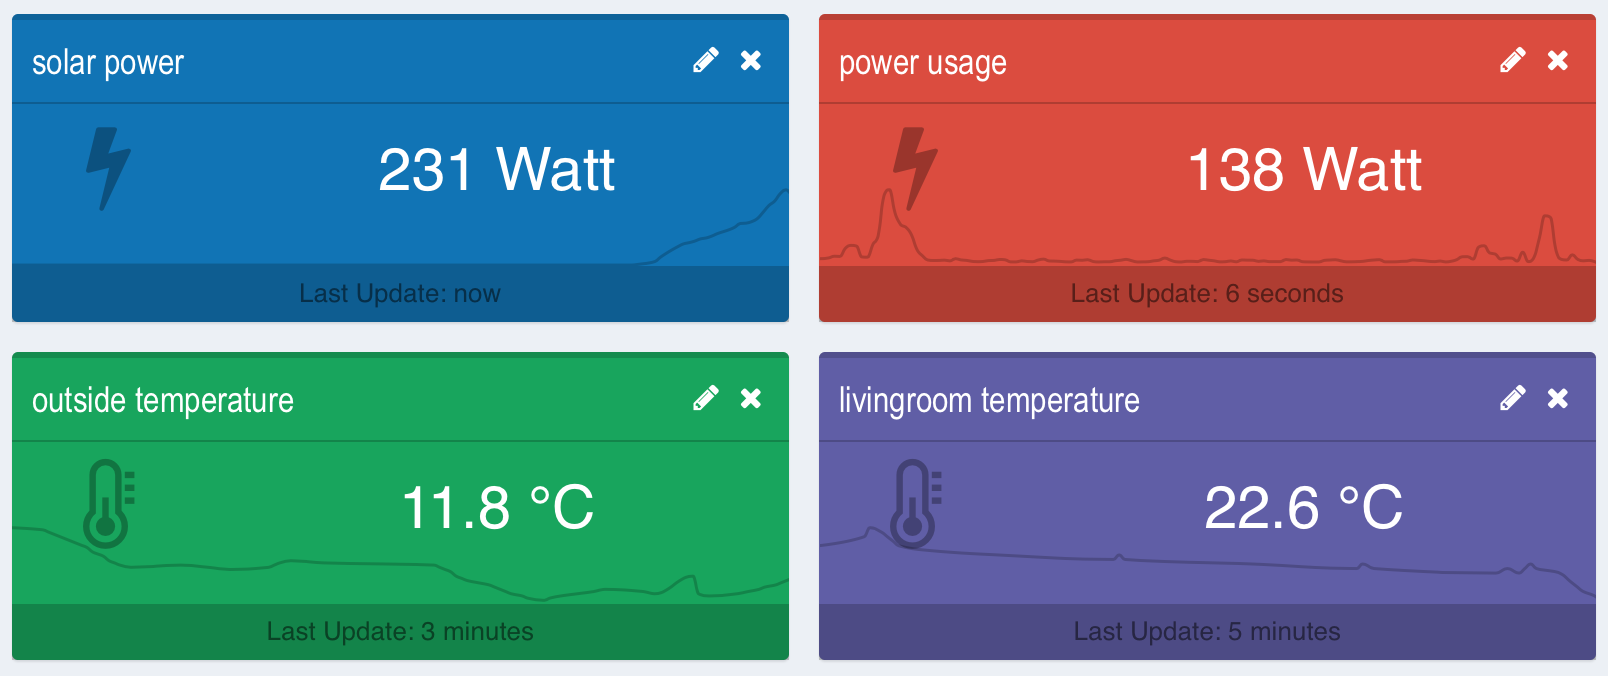 solar power
231 Watt
Last Update: now
power usage
138 Watt
Last Update: 6 seconds
outside temperature
11.8 °C
Last Update: 3 minutes
livingroom temperature
22.6 °C
Last Update: 5 minutes